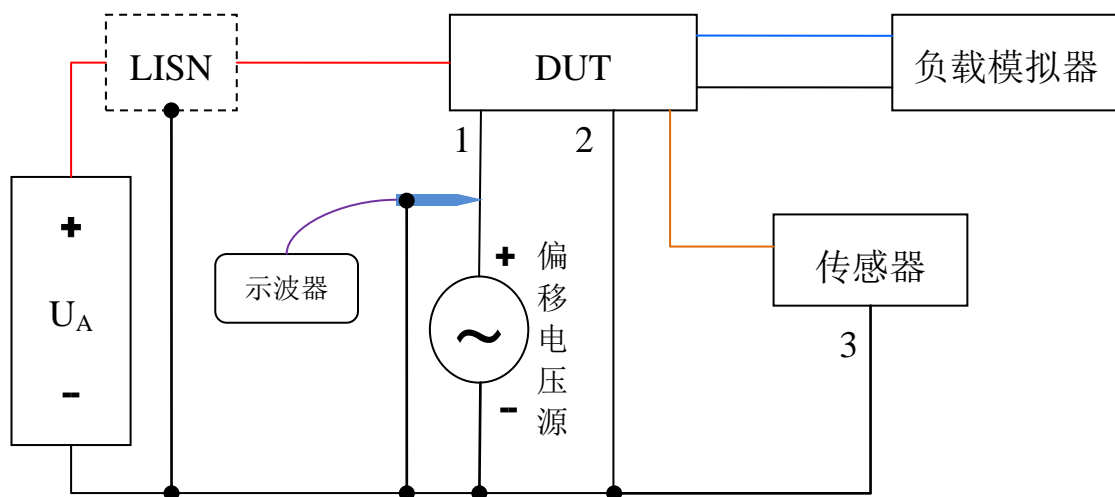 LISN
DUT
负载模拟器
1
2
+
U_A
--
示波器
+
~
--
偏移电压源
传感器
3